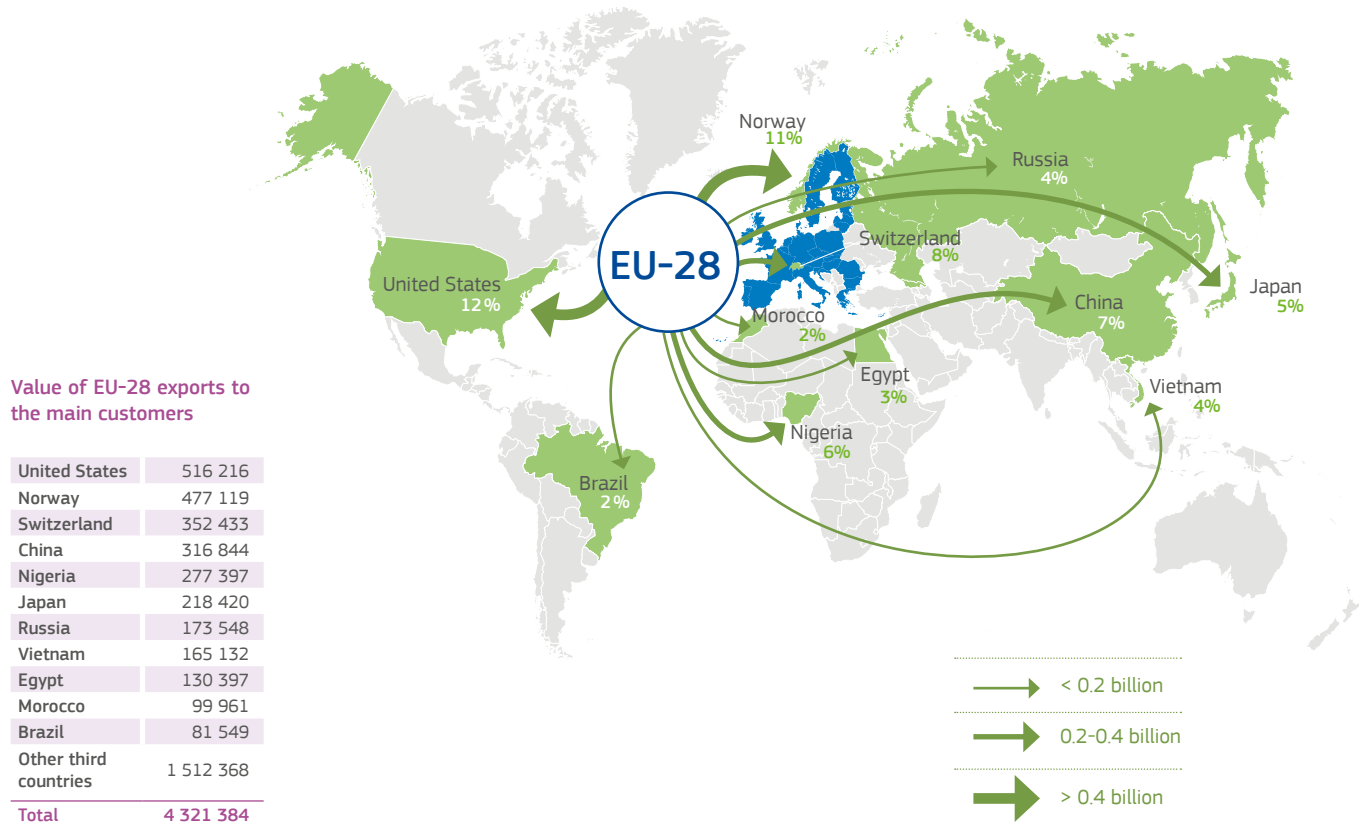 Norway
11%
Russia
4%
EU-28
Switzerland
8%
United States
12%
Japan
5%
China
7%
Morocco
2%
Egypt
3%
Vietnam
4%
Nigeria
6%
Brazil
2%
Value of EU-28 exports to
the main customers
United States 516 216
Norway 477 119
Switzerland 352 433
China 316 844
Nigeria 277 397
Japan 218 420
Russia 173 548
Vietnam 165 132
Egypt 130 397
Morocco 99 961
Brazil 81 549
Other third
countries 1 512 368
Total 4 321 384
< 0.2 billion
0.2-0.4 billion
> 0.4 billion